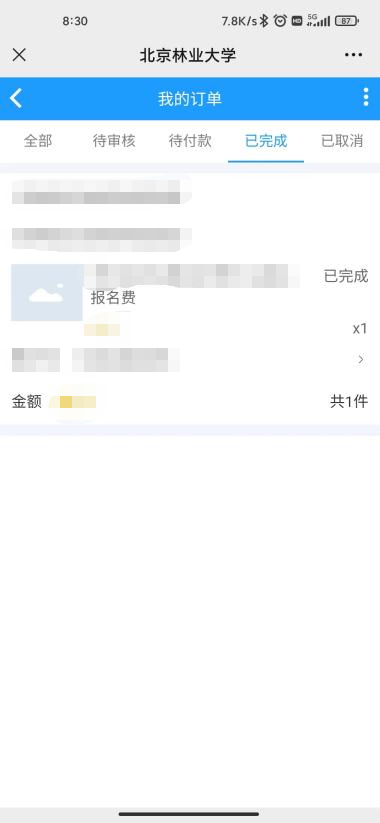 8:30 7.8K/s HD 5G 87
北京林业大学
我的订单
全部 待审核 待付款 已完成 已取消
已完成
报名费
x1
金额 共1件